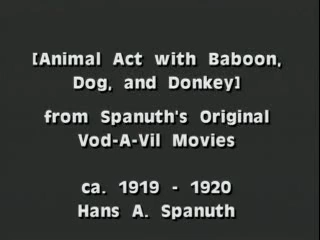 [Animal Act with Baboon,
Dog, and Donkey]
from Spanuth's Original
Vod-A-Vil Movies
ca. 1919 - 1920
Hans A. Spanuth